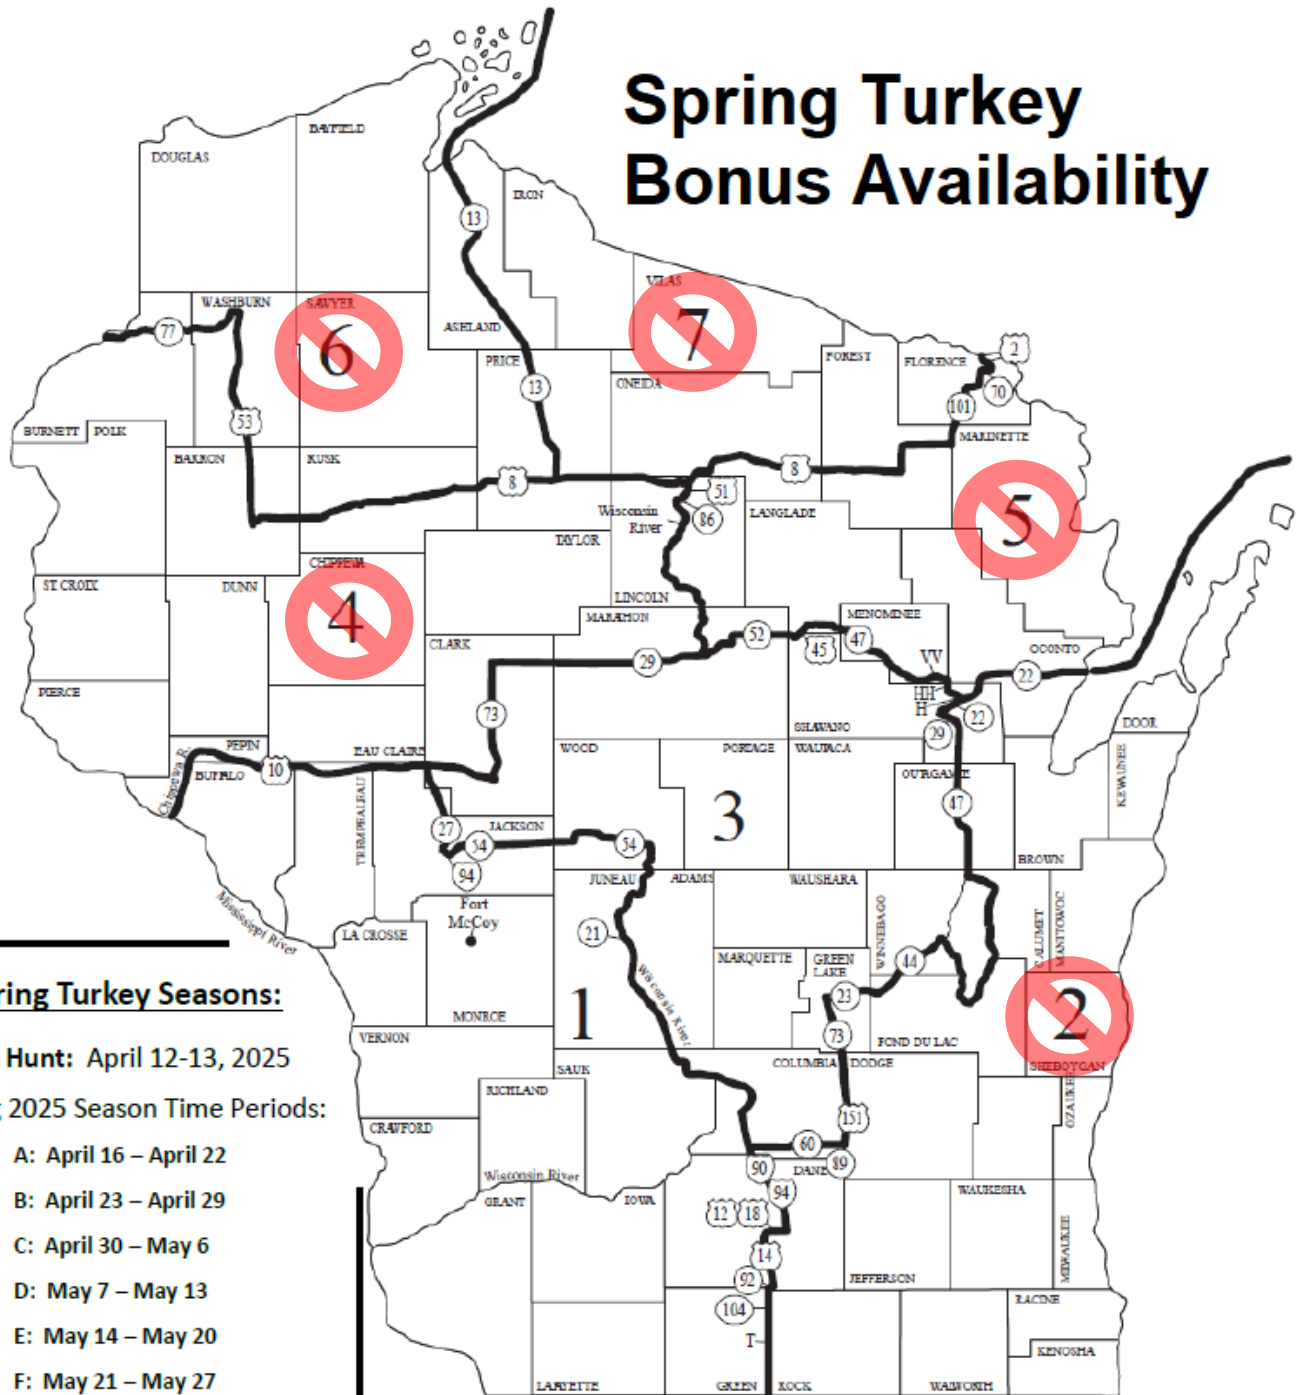 Spring Turkey
Bonus Availability
BAYFIELD
DOUGLAS
IRON
13
VILAS
WASHBURN
SAWYER
77
6
7
ASHLAND
PRICE
FOREST
FLORENCE
2
ONEIDA
13
70
101
53
BURNETT
POLK
MARINETTE
BARRON
RUSK
8
8
51
Wisconsin
River
86
LANGLADE
5
TAYLOR
CHIPPEWA
ST CROIX
DUNN
4
LINCOLN
MARATHON
MENOMINEE
52
47
45
CLARK
OCONTO
29
VV
22
PIERCE
HH
H
22
73
SHAWANO
29
DOOR
PEPIN
EAU CLAIRE
WOOD
PORTAGE
WAUPACA
10
BUFFALO
Chippewa R.
OUTAGAMIE
KEWAUNEE
47
TREMPEALEAU
3
27
JACKSON
54
54
94
BROWN
JUNEAU
ADAMS
WAUSHARA
Fort
McCoy
Mississippi River
LA CROSSE
21
WINNEBAGO
CALUMET
MANITOWOC
MARQUETTE
GREEN
LAKE
44
Wisconsin River
23
1
2
MONROE
73
VERNON
FOND DU LAC
COLUMBIA
DODGE
SHEBOYGAN
SAUK
RICHLAND
OZAUKEE
CRAWFORD
151
60
Wisconsin River
90
DANE
89
GRANT
IOWA
94
WAUKESHA
12
18
MILWAUKEE
14
92
JEFFERSON
104
RACINE
T
KENOSHA
LAFAYETTE
GREEN
ROCK
WALWORTH
ring Turkey Seasons:
Hunt: April 12-13, 2025
2025 Season Time Periods:
A: April 16 – April 22
B: April 23 – April 29
C: April 30 – May 6
D: May 7 – May 13
E: May 14 – May 20
F: May 21 – May 27